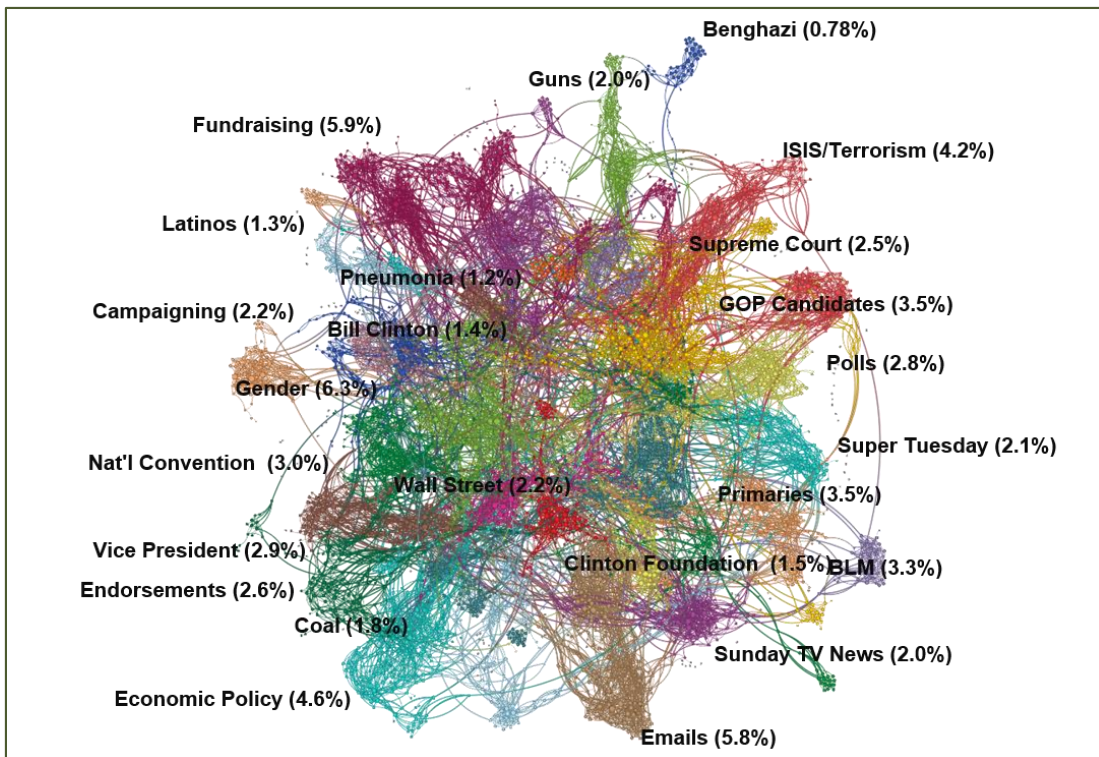 Benghazi (0.78%)
Guns (2.0%)
Fundraising (5.9%)
ISIS/Terrorism (4.2%)
Latinos (1.3%)
Supreme Court (2.5%)
Pneumonia (1.2%)
GOP Candidates (3.5%)
Campaigning (2.2%)
Bill Clinton (1.4%)
Polls (2.8%)
Gender (6.3%)
Super Tuesday (2.1%)
Nat'l Convention (3.0%)
Wall Street (2.2%)
Primaries (3.5%)
Vice President (2.9%)
Clinton Foundation (1.5%)
BLM (3.3%)
Endorsements (2.6%)
Coal (1.8%)
Sunday TV News (2.0%)
Economic Policy (4.6%)
Emails (5.8%)